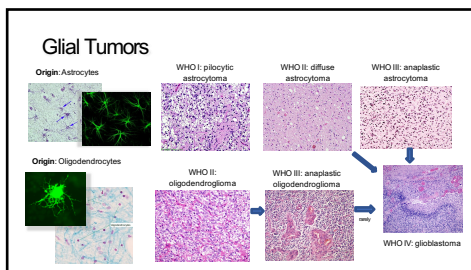 Glial Tumors
Origin: Astrocytes
WHO I: pilocytic
astrocytoma
WHO II: diffuse
astrocytoma
WHO III: anaplastic
astrocytoma
Origin: Oligodendrocytes
WHO II:
oligodendroglioma
WHO III: anaplastic
oligodendroglioma
rarely
WHO IV: glioblastoma